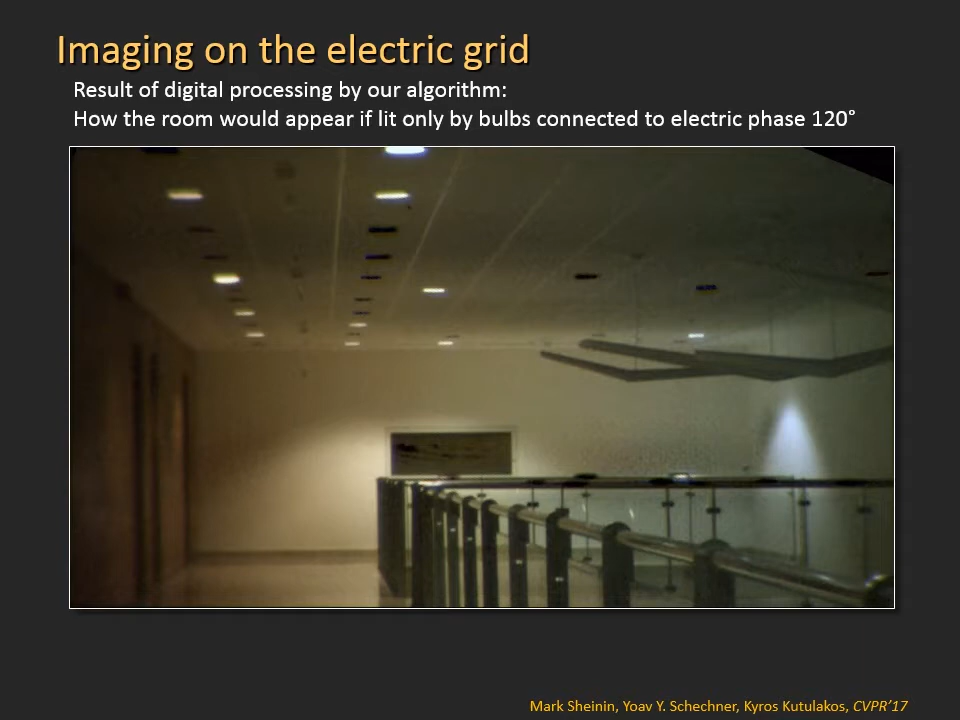 Imaging on the electric grid
Result of digital processing by our algorithm:
How the room would appear if lit only by bulbs connected to electric phase 120°
Mark Sheinin, Yoav Y. Schechner, Kyros Kutulakos, CVPR’17